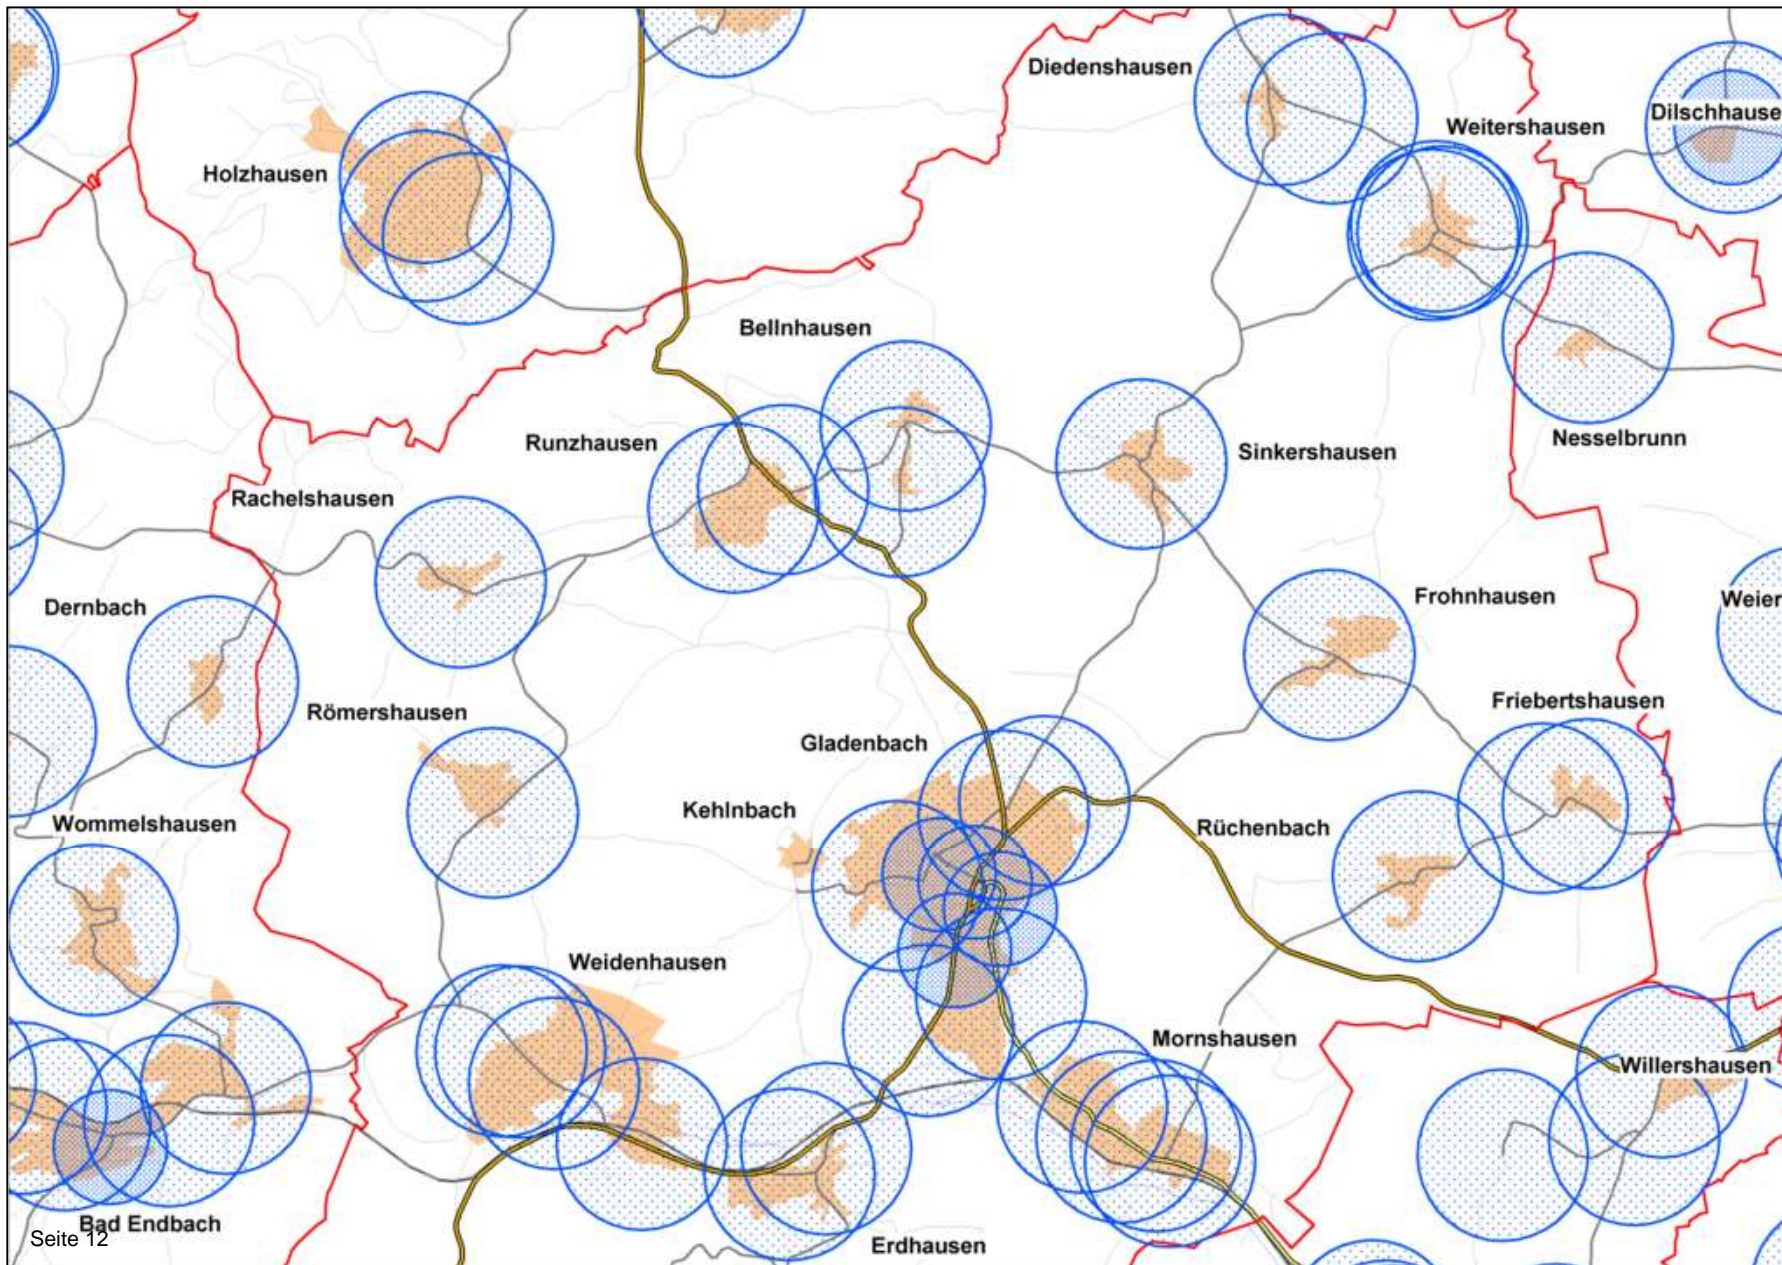 Diedenshausen
Dilschhause
Weitershausen
Holzhausen
Bellnhausen
Nesselbrunn
Runzhausen
Sinkershausen
Rachelshausen
Frohnhausen
Weier
Dernbach
Friebertshausen
Römershausen
Gladenbach
Kehlnbach
Wommelshausen
Rüchenbach
Weidenhausen
Mornshausen
Willershausen
Bad Endbach
Seite 12
Erdhausen